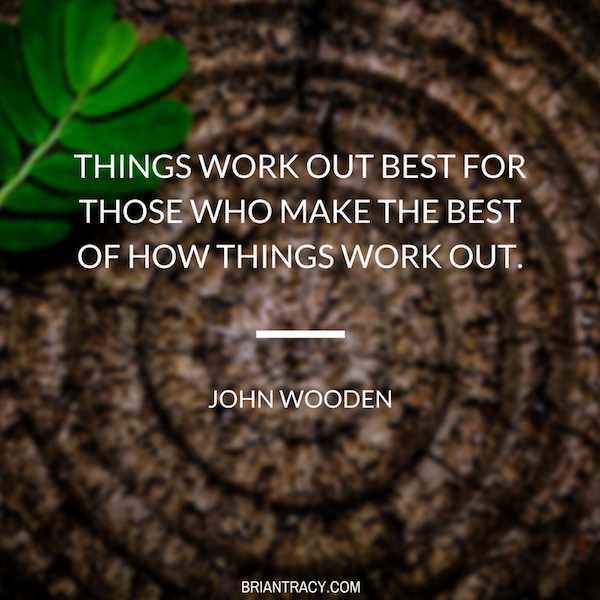 THINGS WORK OUT BEST FOR
THOSE WHO MAKE THE BEST
OF HOW THINGS WORK OUT.
JOHN WOODEN
BRIANTRACY.COM